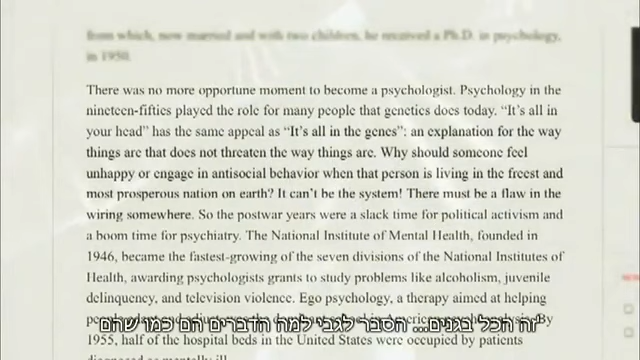 from which, now married and with two children, he received a Ph.D. in psychology,
in 1950.
There was no more opportune moment to become a psychologist. Psychology in the
nineteen-fifties played the role for many people that genetics does today. “It’s all in
your head” has the same appeal as “It’s all in the genes”: an explanation for the way
things are that does not threaten the way things are. Why should someone feel
unhappy or engage in antisocial behavior when that person is living in the freest and
most prosperous nation on earth? It can’t be the system! There must be a flaw in the
wiring somewhere. So the postwar years were a slack time for political activism and
a boom time for psychiatry. The National Institute of Mental Health, founded in
1946, became the fastest-growing of the seven divisions of the National Institutes of
Health, awarding psychologists grants to study problems like alcoholism, juvenile
delinquency, and television violence. Ego psychology, a therapy aimed at helping
By
"זה הכל בגנים... הסבר לגבי למה הדברים הם כמו שהם
1955, half of the hospital beds in the United States were occupied by patients
diagnosed as mentally ill.